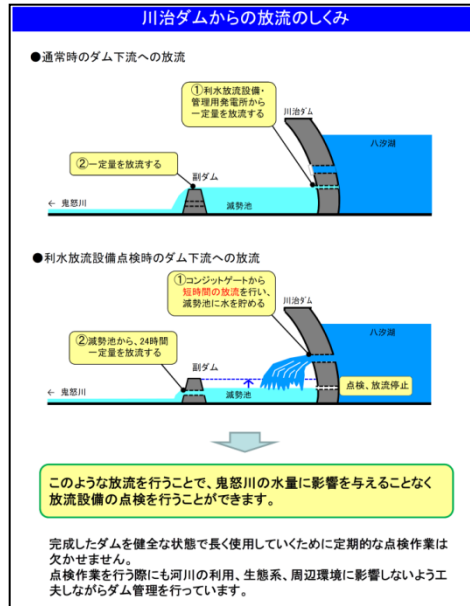 川治ダムからの放流のしくみ
●通常時のダム下流への放流
①利水放流設備・
管理用発電所から
一定量を放流する
川治ダム
八汐湖
②一定量を放流する
副ダム
← 鬼怒川
減勢池
●利水放流設備点検時のダム下流への放流
①コンジットゲートから
短時間の放流を行い、
減勢池に水を貯める
川治ダム
八汐湖
②減勢池から、24時間
一定量を放流する
副ダム
点検、放流停止
← 鬼怒川
減勢池
このような放流を行うことで、鬼怒川の水量に影響を与えることなく
放流設備の点検を行うことができます。
完成したダムを健全な状態で長く使用していくために定期的な点検作業は
欠かせません。
点検作業を行う際にも河川の利用、生態系、周辺環境に影響しないよう工
夫しながらダム管理を行っています。